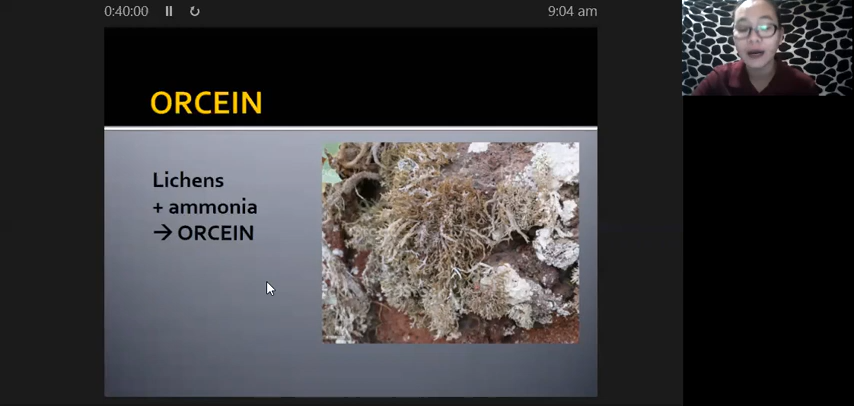 0:40:00
9:04 am
ORCEIN
Lichens
+ ammonia
→ ORCEIN